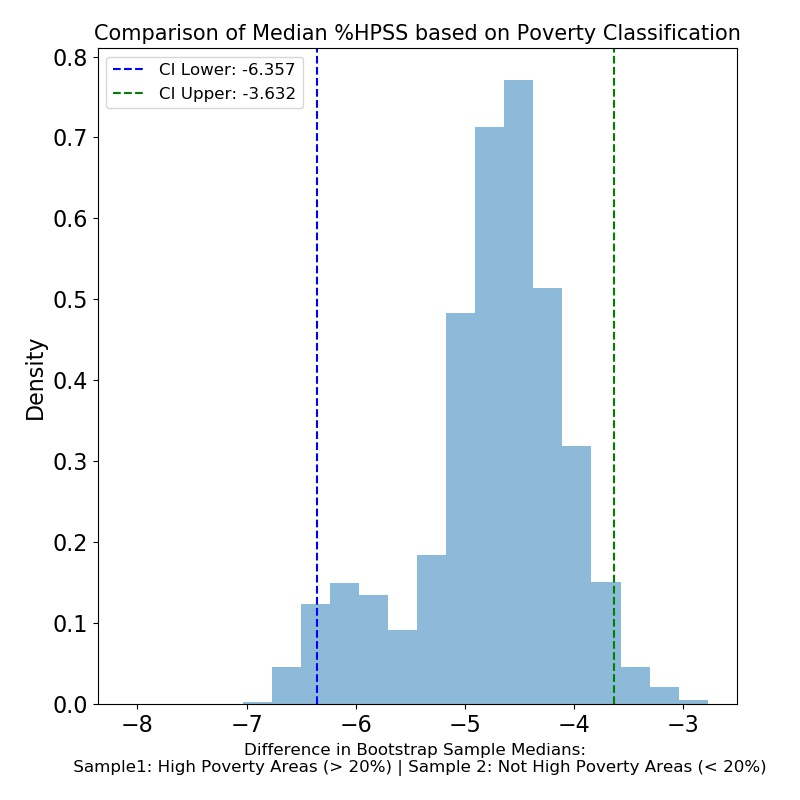 Comparison of Median %HPSS based on Poverty Classification
CI Lower: -6.357
CI Upper: -3.632
0.8
0.7
0.6
0.5
0.4
0.3
0.2
0.1
0.0
Density
−8 −7 −6 −5 −4 −3
Difference in Bootstrap Sample Medians:
Sample1: High Poverty Areas (> 20%) | Sample 2: Not High Poverty Areas (< 20%)